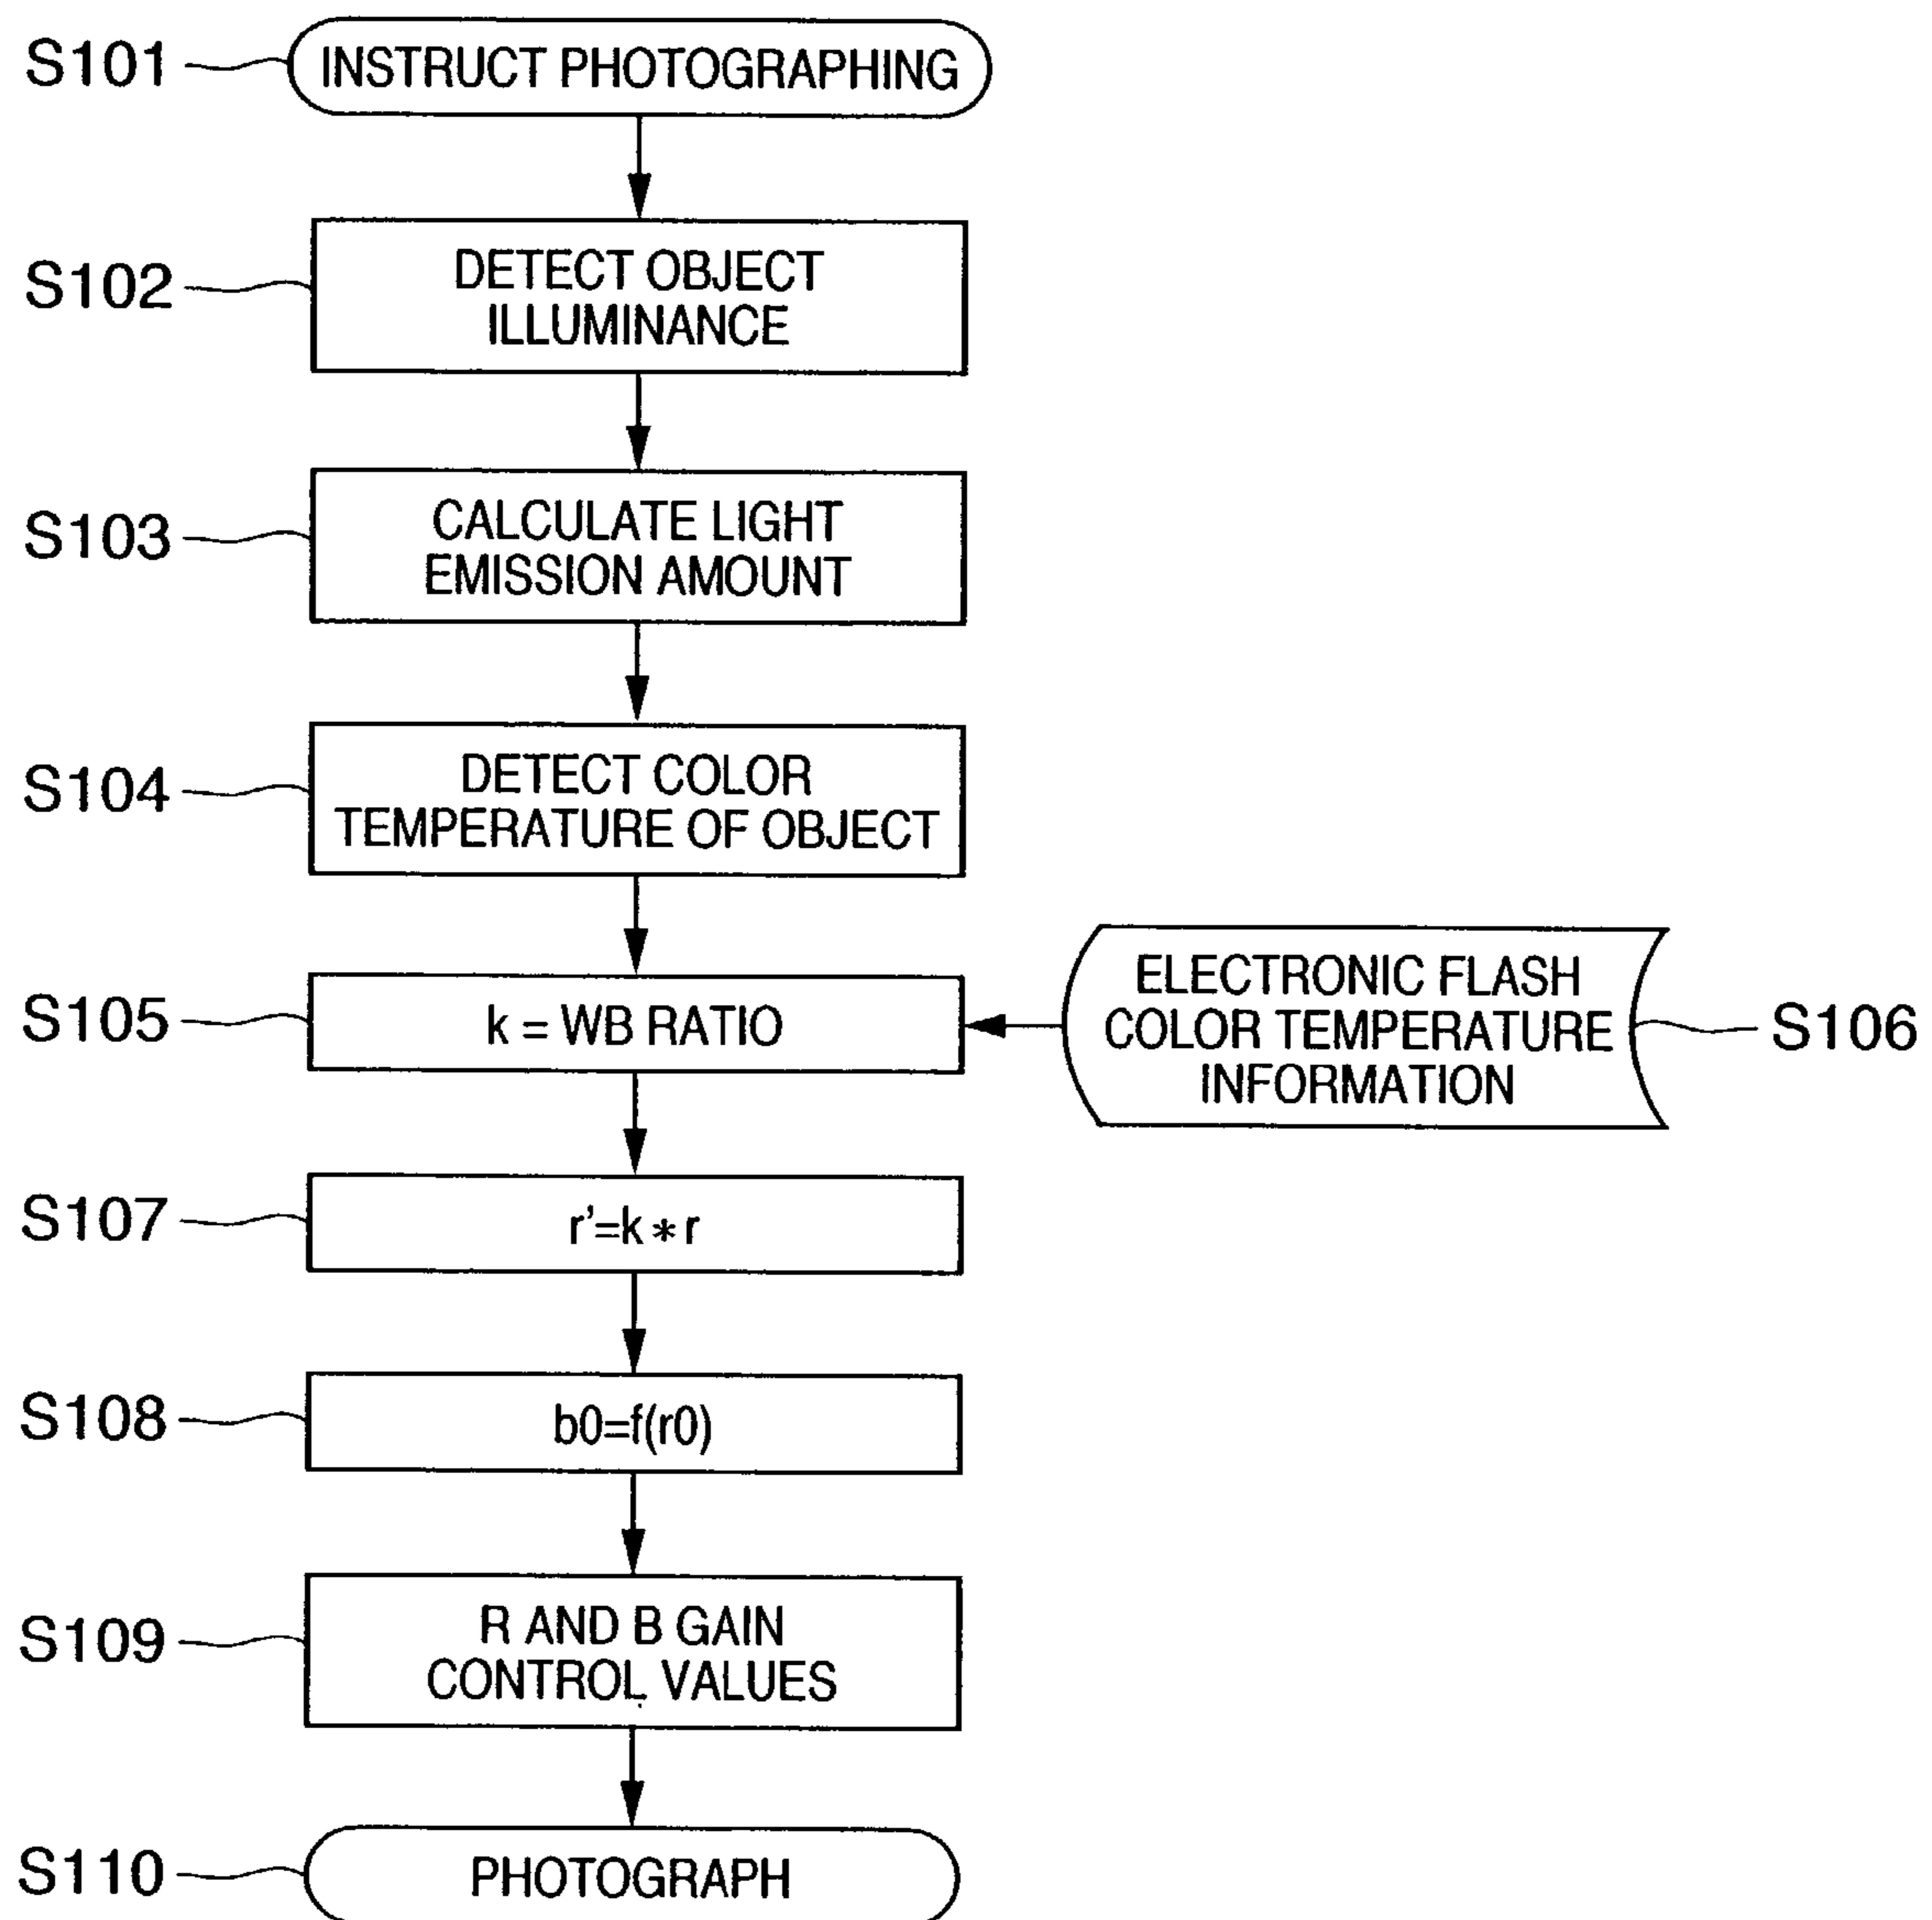 S101
INSTRUCT PHOTOGRAPHING
S102
DETECT OBJECT
ILLUMINANCE
S103
CALCULATE LIGHT
EMISSION AMOUNT
S104
DETECT COLOR
TEMPERATURE OF OBJECT
S105
k = WB RATIO
ELECTRONIC FLASH
COLOR TEMPERATURE
INFORMATION
S106
S107
r'=k*r
S108
b0=f(r0)
S109
R AND B GAIN
CONTROL VALUES
S110
PHOTOGRAPH